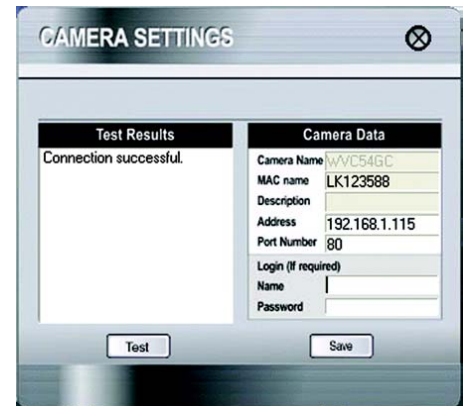 CAMERA SETTINGS
Test Results
Connection successful.
Test
Camera Data
Camera Name WVC54GC
MAC name LK123588
Description
Address 192.168.1.115
Port Number 80
Login (If required)
Name
Password
Save